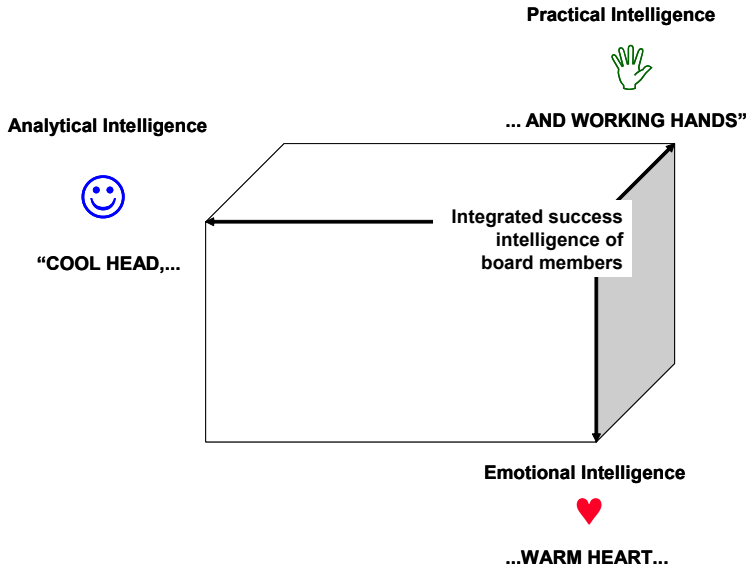 Practical Intelligence
... AND WORKING HANDS”
Analytical Intelligence
“COOL HEAD,...
Integrated success
intelligence of
board members
Emotional Intelligence
...WARM HEART...